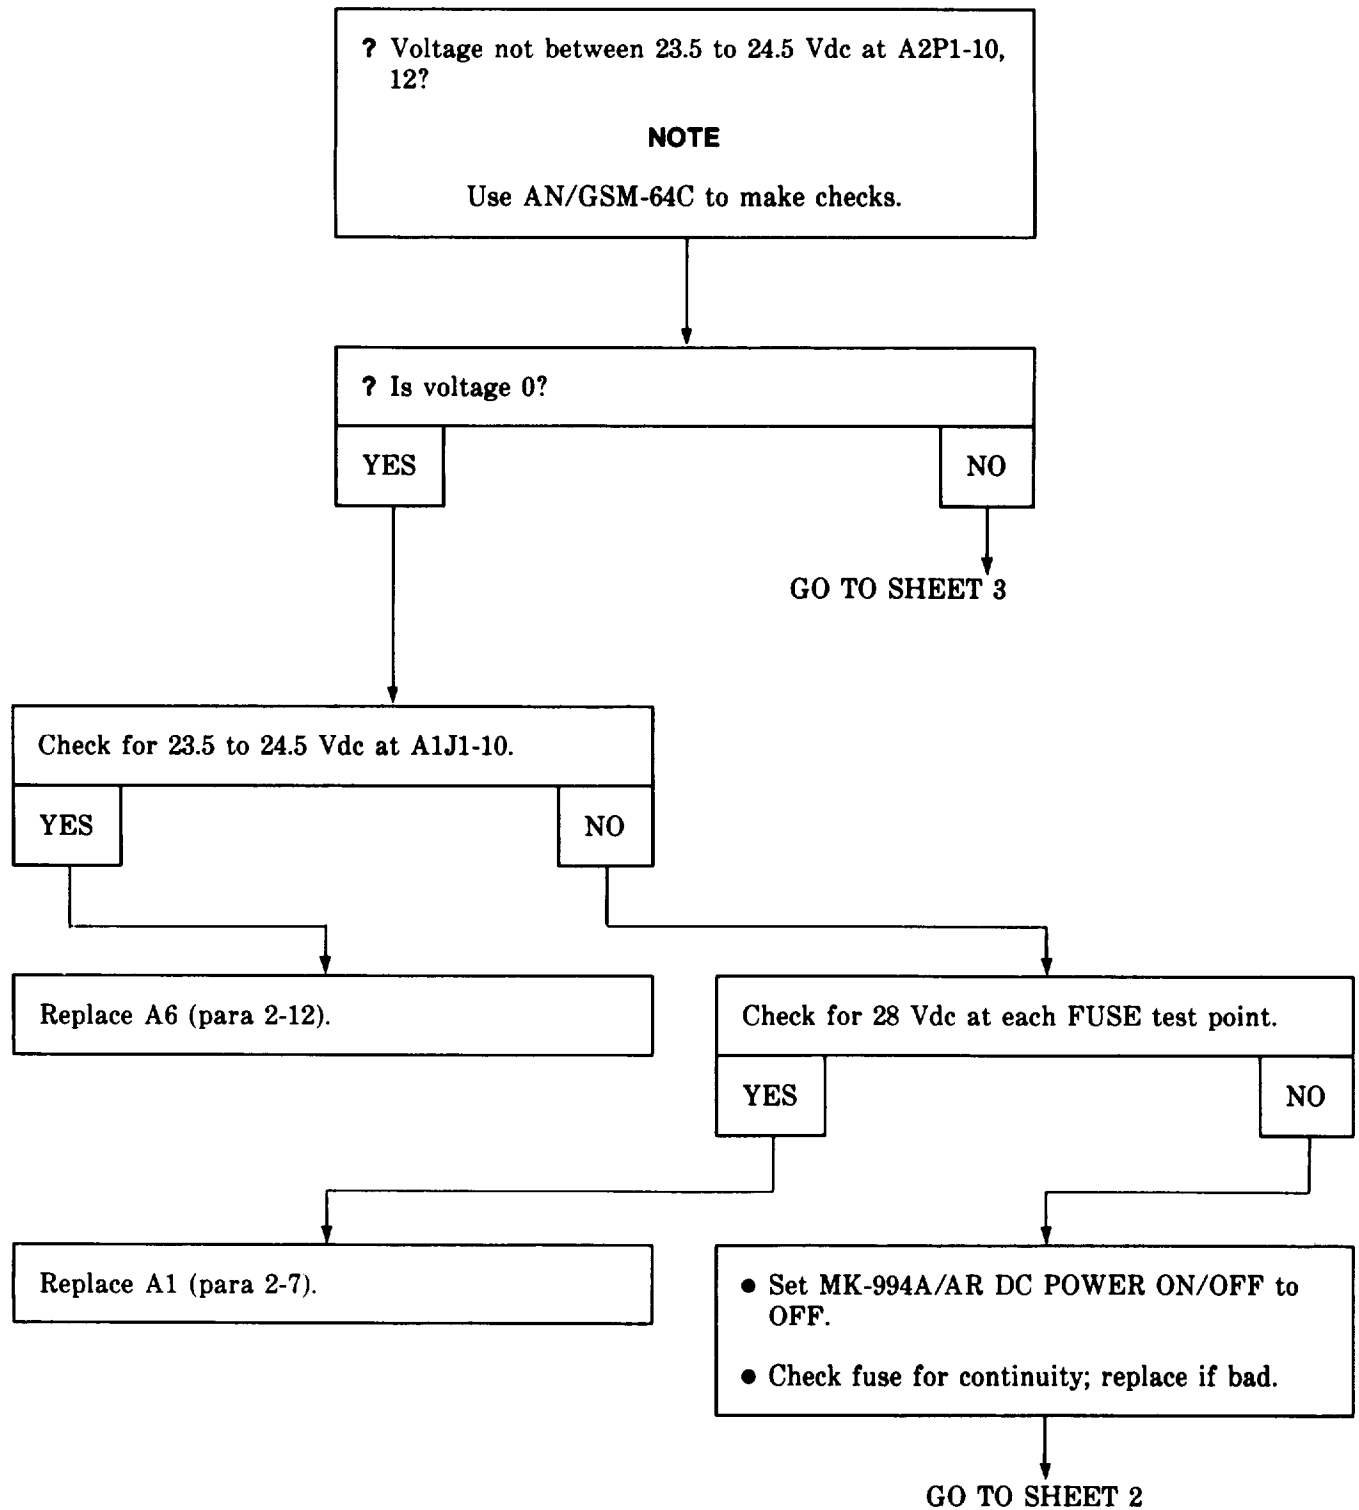 ? Voltage not between 23.5 to 24.5 Vdc at A2P1-10,
12?
NOTE
Use AN/GSM-64C to make checks.
? Is voltage 0?
YES
NO
GO TO SHEET 3
Check for 23.5 to 24.5 Vdc at A1J1-10.
YES
NO
Replace A6 (para 2-12).
Check for 28 Vdc at each FUSE test point.
YES
NO
Replace A1 (para 2-7).
● Set MK-994A/AR DC POWER ON/OFF to
OFF.
● Check fuse for continuity; replace if bad.
GO TO SHEET 2